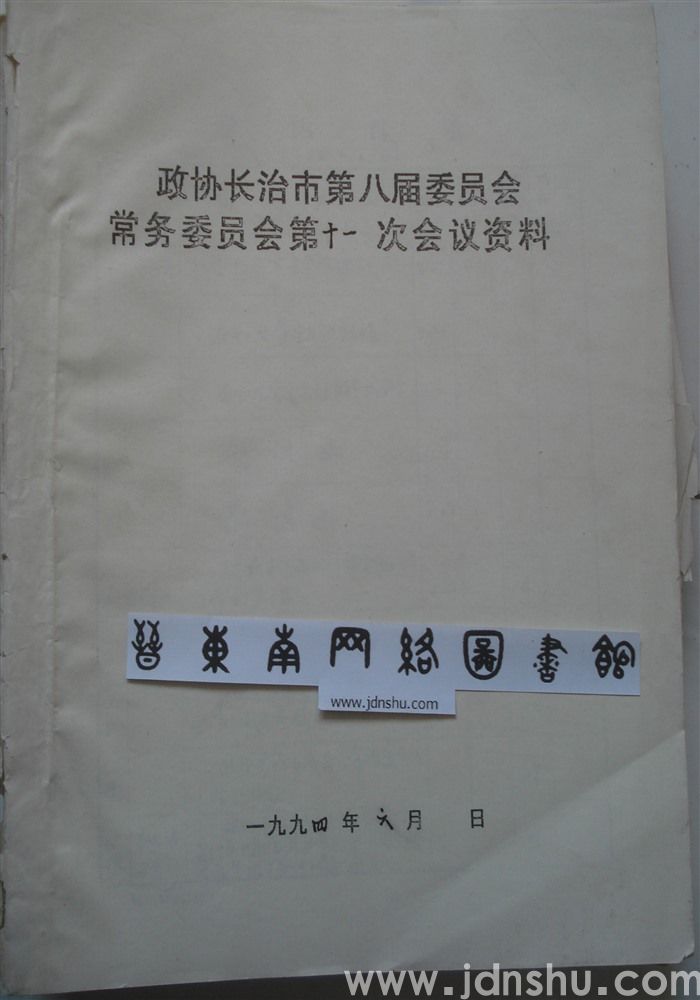 政协长治市第八届委员会
常务委员会第十一次会议资料
晉東南网络圖書館
www.jdnshu.com
一九九四年六月 日
www.jdnshu.com